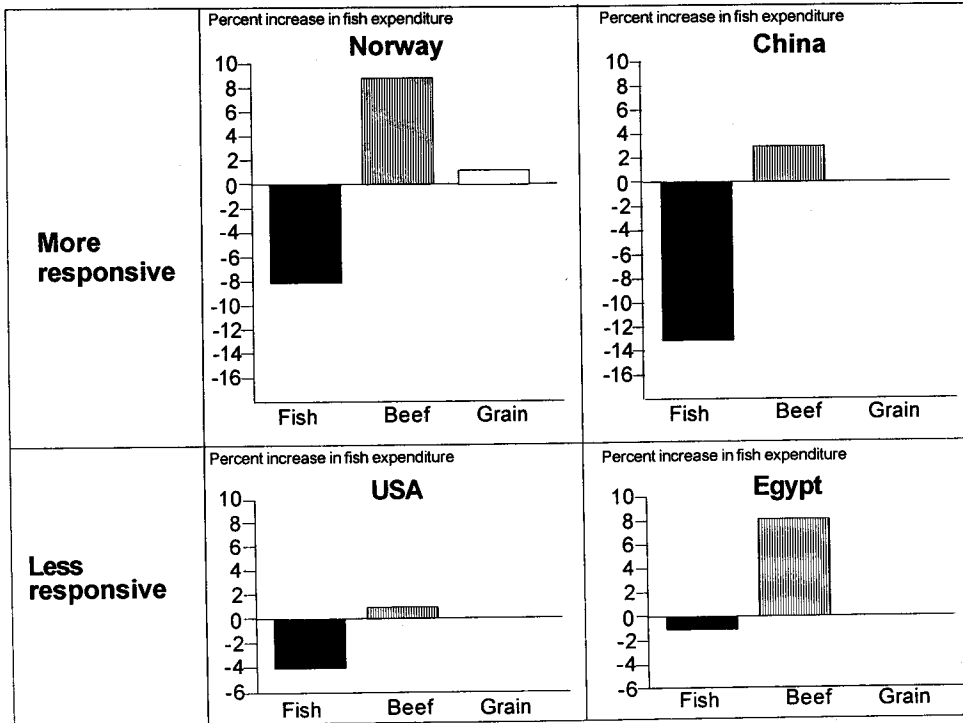 Percent increase in fish expenditure
Norway
10
8
6
4
2
0
-2
-4
-6
-8
-10
-12
-14
-16
Fish Beef Grain
Percent increase in fish expenditure
China
10
8
6
4
2
0
-2
-4
-6
-8
-10
-12
-14
-16
Fish Beef Grain
More
responsive
Percent increase in fish expenditure
USA
10
8
6
4
2
0
-2
-4
-6
Fish Beef Grain
Percent increase in fish expenditure
Egypt
10
8
6
4
2
0
-2
-4
-6
Fish Beef Grain
Less
responsive